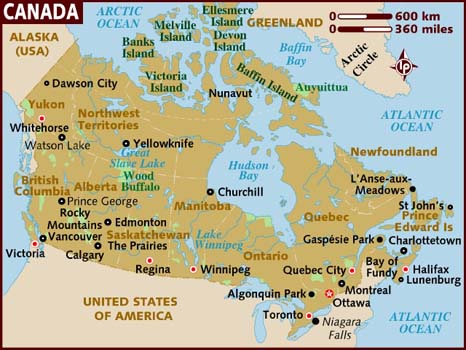 CANADA
ARCTIC
OCEAN
Ellesmere
Island
GREENLAND
600 km
0
0
360 miles
ALASKA
(USA)
Melville
Island
Banks
Island
Devon
Island
Baffin
Bay
Arctic
Circle
LP
Victoria
Island
Baffin Island
Auyuittua
Dawson City
Nunavut
Yukon
Northwest
Territories
ATLANTIC
OCEAN
Whitehorse
Watson Lake
Yellowknife
Great
Slave Lake
Hudson
Bay
Newfoundland
Wood
Buffalo
L'Anse-aux-
Meadows
British
Columbia
Alberta
Churchill
Prince George
Manitoba
Quebec
St John's
Prince
Edward Is
Rocky
Mountains
Edmonton
Saskatchewan
Lake
Winnipeg
Gaspésie Park
Charlottetown
Vancouver
The Prairies
Ontario
Quebec City
Bay of
Fundy
Halifax
Victoria
Calgary
Regina
Winnipeg
Algonquin Park
Montreal
Lunenburg
Ottawa
UNITED STATES
OF AMERICA
Toronto
Niagara
Falls
ATLANTIC
OCEAN